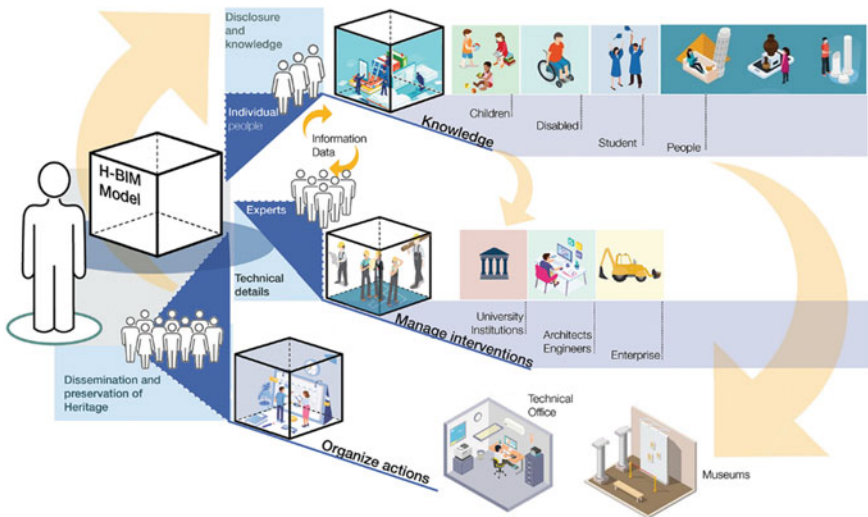 Disclosure and
knowledge
Individual
peolple
Information
Data
Knowledge
Children
Disabled
Student
People
H-BIM
Model
Experts
Technical
details
Manage interventions
University
Institutions
Architects
Engineers
Enterprise
Dissemination and
preservation of
Heritage
Organize actions
Technical
Office
Museums